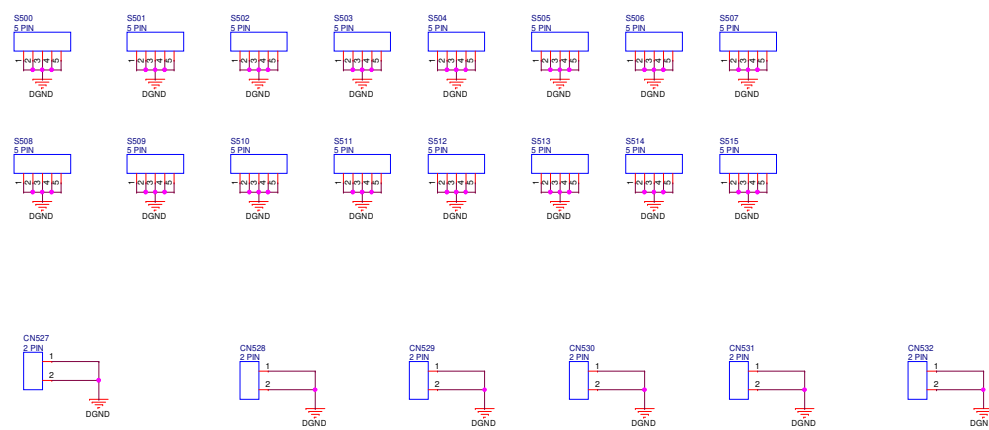 S500 S501 S502 S503 S504 S505 S506 S507
5 PIN 5 PIN 5 PIN 5 PIN 5 PIN 5 PIN 5 PIN 5 PIN
1 2 3 4 5 1 2 3 4 5 1 2 3 4 5 1 2 3 4 5 1 2 3 4 5 1 2 3 4 5 1 2 3 4 5 1 2 3 4 5
DGND DGND DGND DGND DGND DGND DGND DGND
S508 S509 S510 S511 S512 S513 S514 S515
5 PIN 5 PIN 5 PIN 5 PIN 5 PIN 5 PIN 5 PIN 5 PIN
1 2 3 4 5 1 2 3 4 5 1 2 3 4 5 1 2 3 4 5 1 2 3 4 5 1 2 3 4 5 1 2 3 4 5 1 2 3 4 5
DGND DGND DGND DGND DGND DGND DGND DGND
CN527
2 PIN
1
2
DGND
CN528 CN529 CN530 CN531 CN532
2 PIN 2 PIN 2 PIN 2 PIN 2 PIN
1 1 1 1 1
2 2 2 2 2
DGND DGND DGND DGND DGN